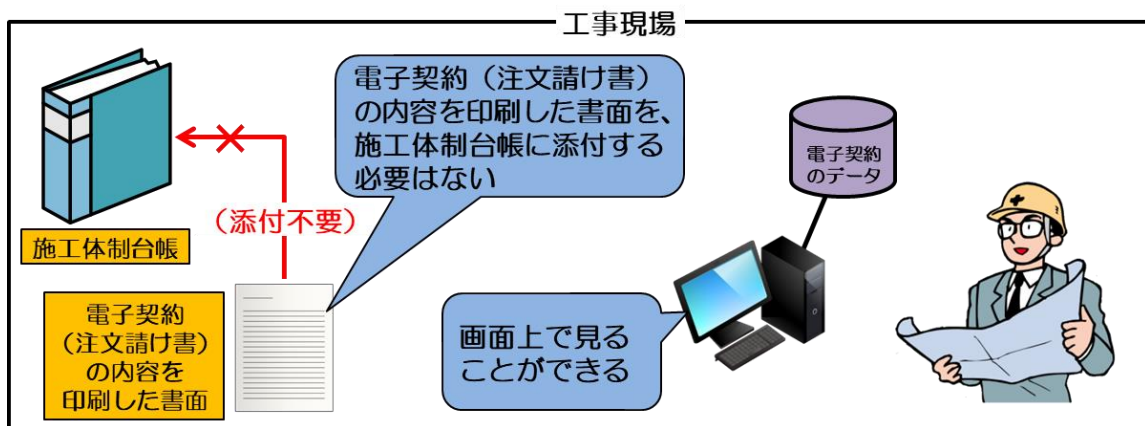 工事現場
電子契約（注文請け書）
の内容を印刷した書面を、
施工体制台帳に添付する
必要はない
（添付不要）
施工体制台帳
電子契約
（注文請け書）
の内容を
印刷した書面
電子契約
のデータ
画面上で見る
ことができる